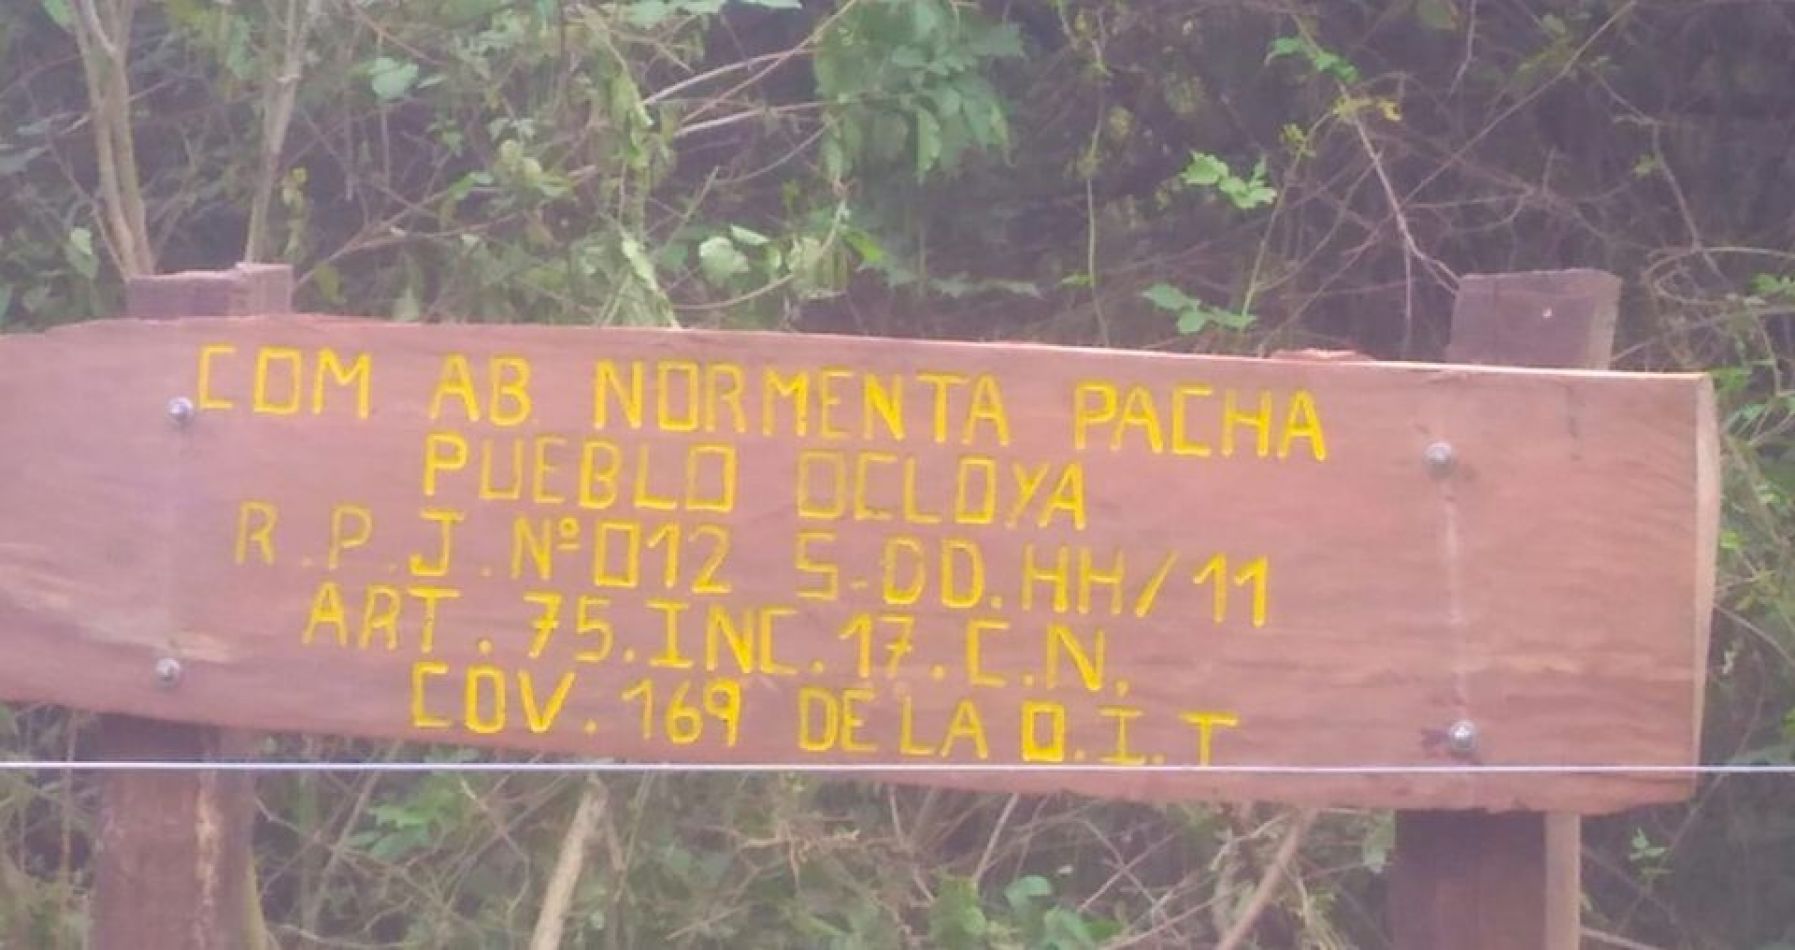 COM AB. NORMENTA PACHA
PUEBLO OCLOYA
R.P.J.Nº012 S-DD.HH/11
ART.75.INC.17.C.N.
COV.169 DE LA O.I.T